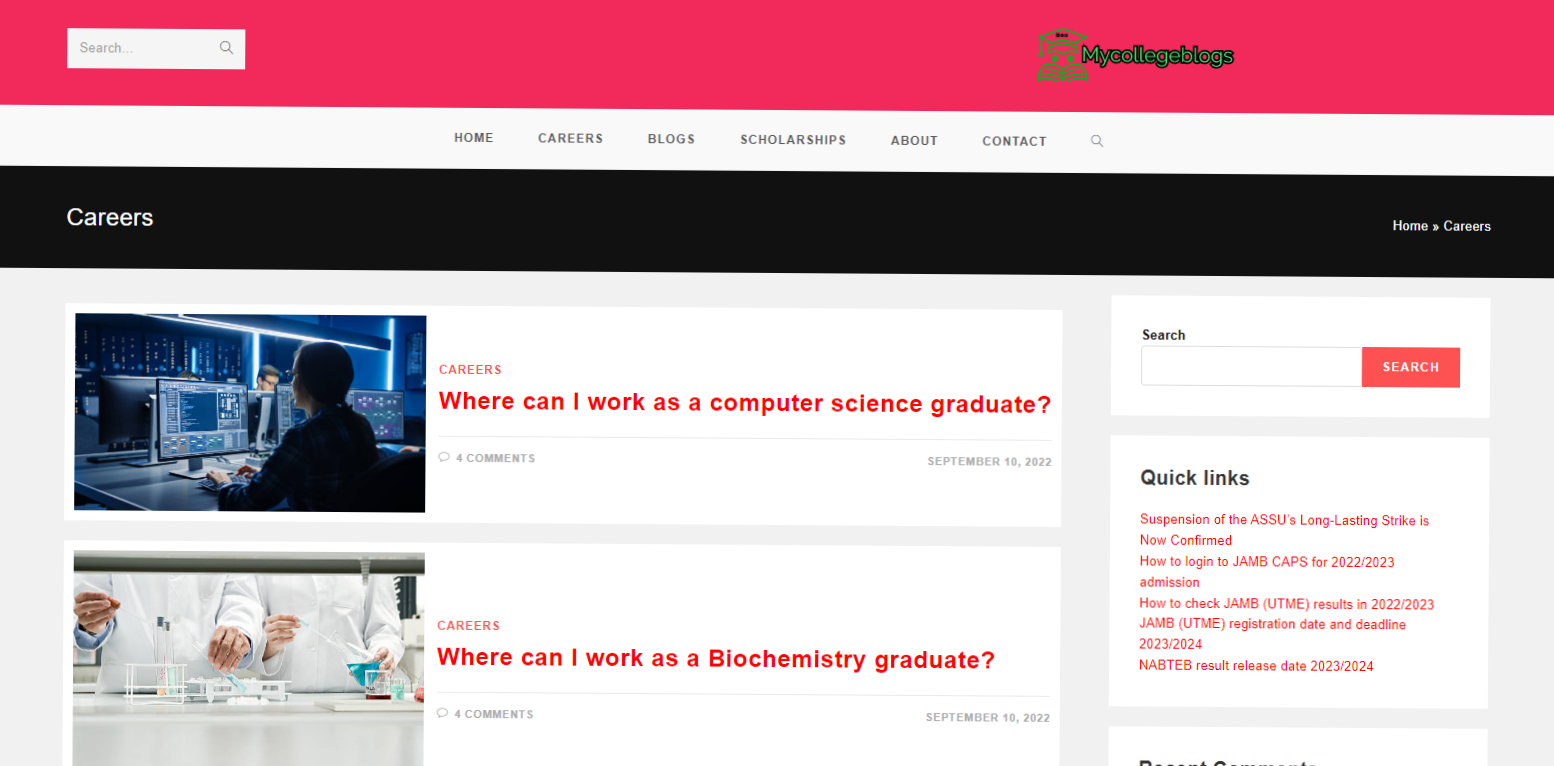 Search...
Mycollegeblogs
HOME CAREERS BLOGS SCHOLARSHIPS ABOUT CONTACT
Careers
Home » Careers
CAREERS
Where can I work as a computer science graduate?
4 COMMENTS
SEPTEMBER 10, 2022
CAREERS
Where can I work as a Biochemistry graduate?
4 COMMENTS
SEPTEMBER 10, 2022
Search
SEARCH
Quick links
Suspension of the ASSU's Long-Lasting Strike is
Now Confirmed
How to login to JAMB CAPS for 2022/2023
admission
How to check JAMB (UTME) results in 2022/2023
JAMB (UTME) registration date and deadline
2023/2024
NABTEB result release date 2023/2024
Recent Comments